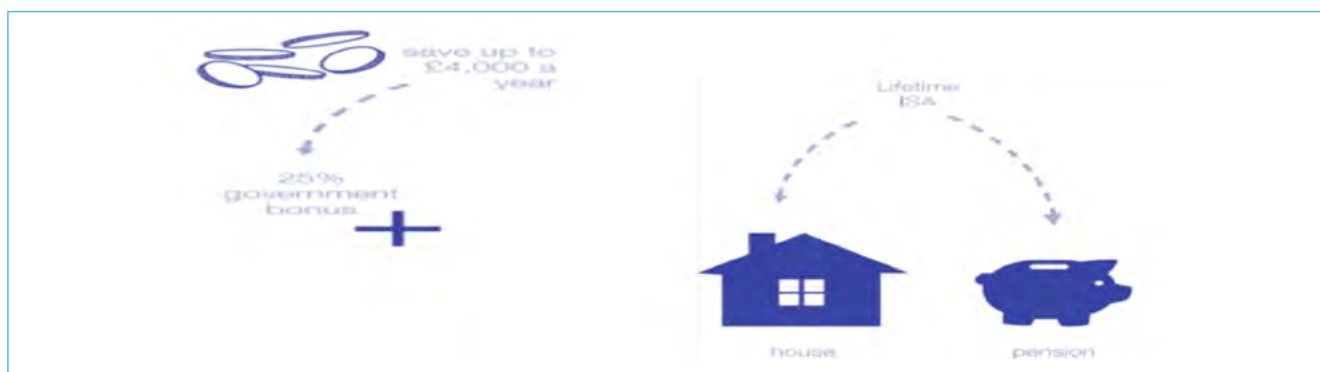 save up to
£4,000 a
year
25%
government
bonus
Lifetime
ISA
house
pension